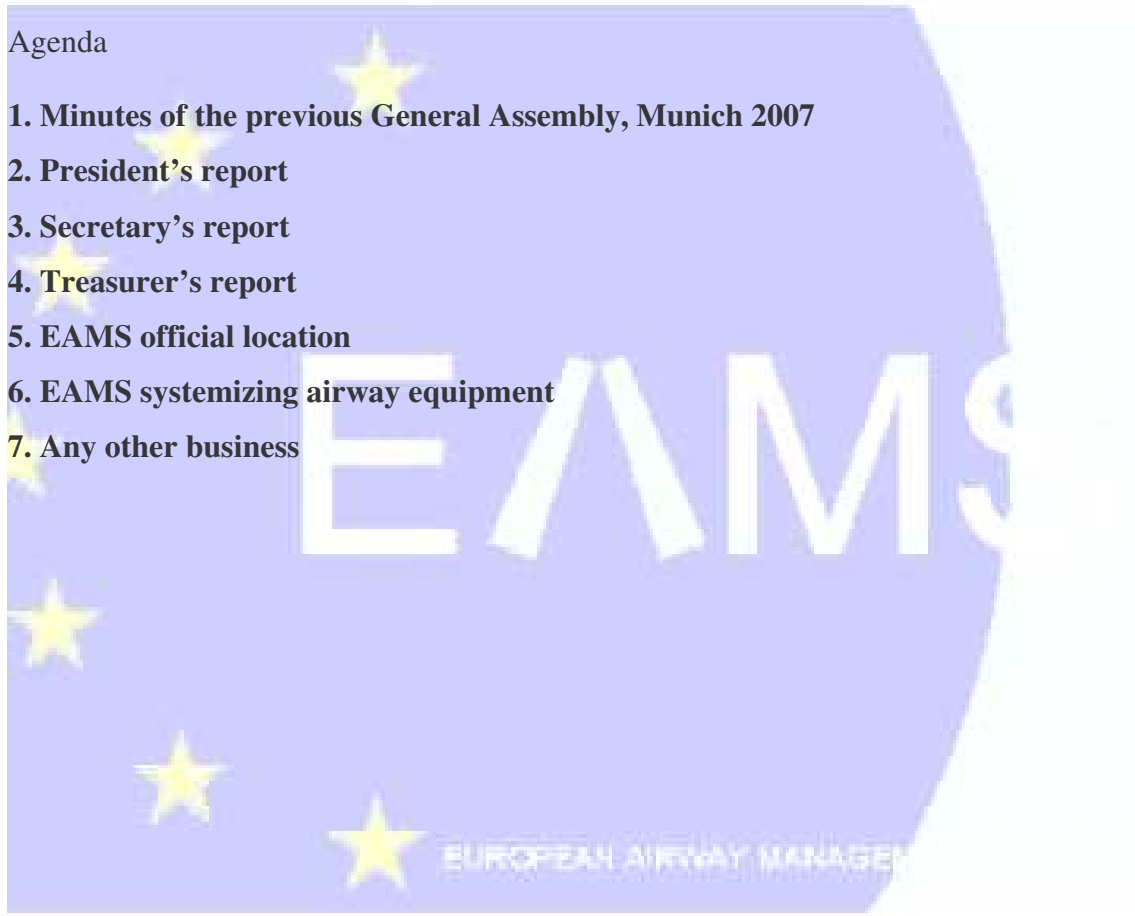 Agenda
1. Minutes of the previous General Assembly, Munich 2007
2. President’s report
3. Secretary’s report
4. Treasurer’s report
5. EAMS official location
6. EAMS systemizing airway equipment
7. Any other business
EAMS
EUROPEAN AIRWAY MANAGEM